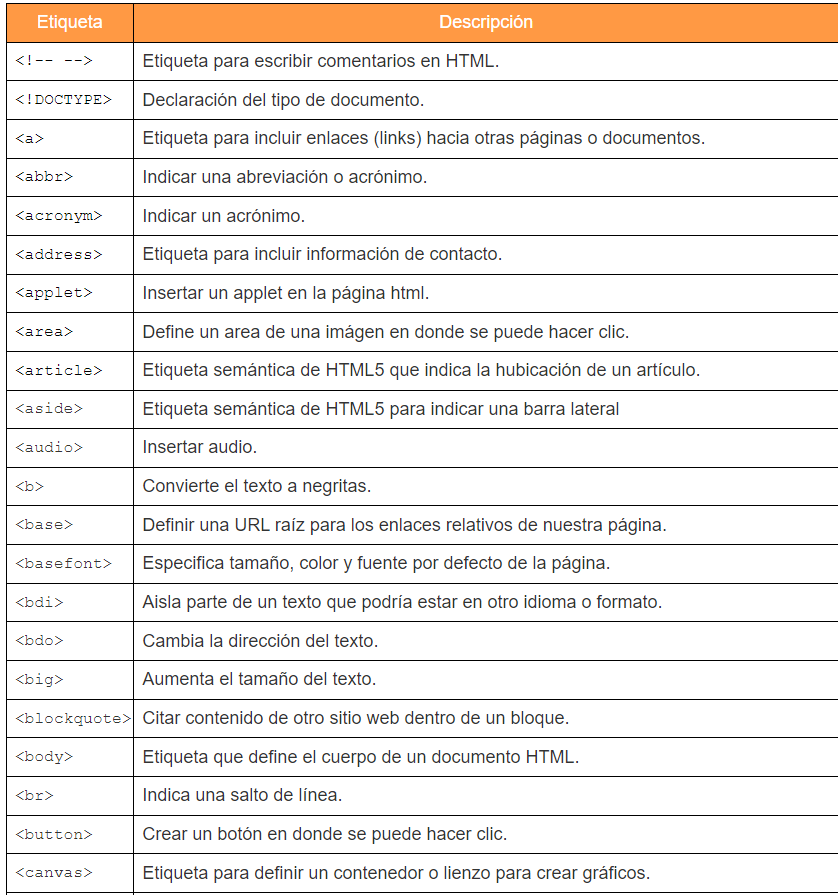 Etiqueta Descripción
<!-- --> Etiqueta para escribir comentarios en HTML.
<!DOCTYPE> Declaración del tipo de documento.
<a> Etiqueta para incluir enlaces (links) hacia otras páginas o documentos.
<abbr> Indicar una abreviación o acrónimo.
<acronym> Indicar un acrónimo.
<address> Etiqueta para incluir información de contacto.
<applet> Insertar un applet en la página html.
<area> Define un area de una imágen en donde se puede hacer clic.
<article> Etiqueta semántica de HTML5 que indica la hubicación de un artículo.
<aside> Etiqueta semántica de HTML5 para indicar una barra lateral
<audio> Insertar audio.
<b> Convierte el texto a negritas.
<base> Definir una URL raíz para los enlaces relativos de nuestra página.
<basefont> Especifica tamaño, color y fuente por defecto de la página.
<bdi> Aisla parte de un texto que podría estar en otro idioma o formato.
<bdo> Cambia la dirección del texto.
<big> Aumenta el tamaño del texto.
<blockquote> Citar contenido de otro sitio web dentro de un bloque.
<body> Etiqueta que define el cuerpo de un documento HTML.
<br> Indica una salto de línea.
<button> Crear un botón en donde se puede hacer clic.
<canvas> Etiqueta para definir un contenedor o lienzo para crear gráficos.